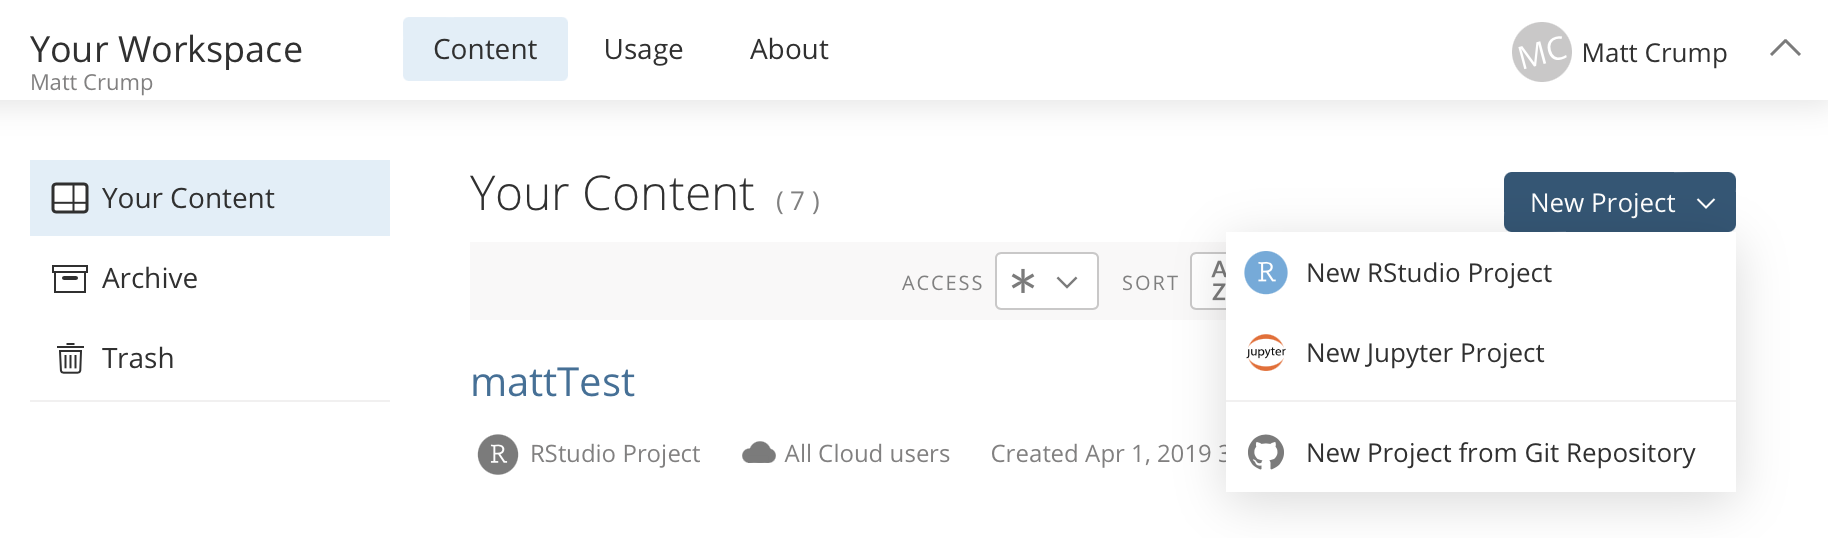 Your Workspace
Matt Crump
Content
Usage
About
MC
Matt Crump
Your Content
Archive
Trash
Your Content (7)
New Project
ACCESS
SORT
A
Z
New RStudio Project
jupyter
New Jupyter Project
New Project from Git Repository
mattTest
R RStudio Project
All Cloud users
Created Apr 1, 2019 3
R